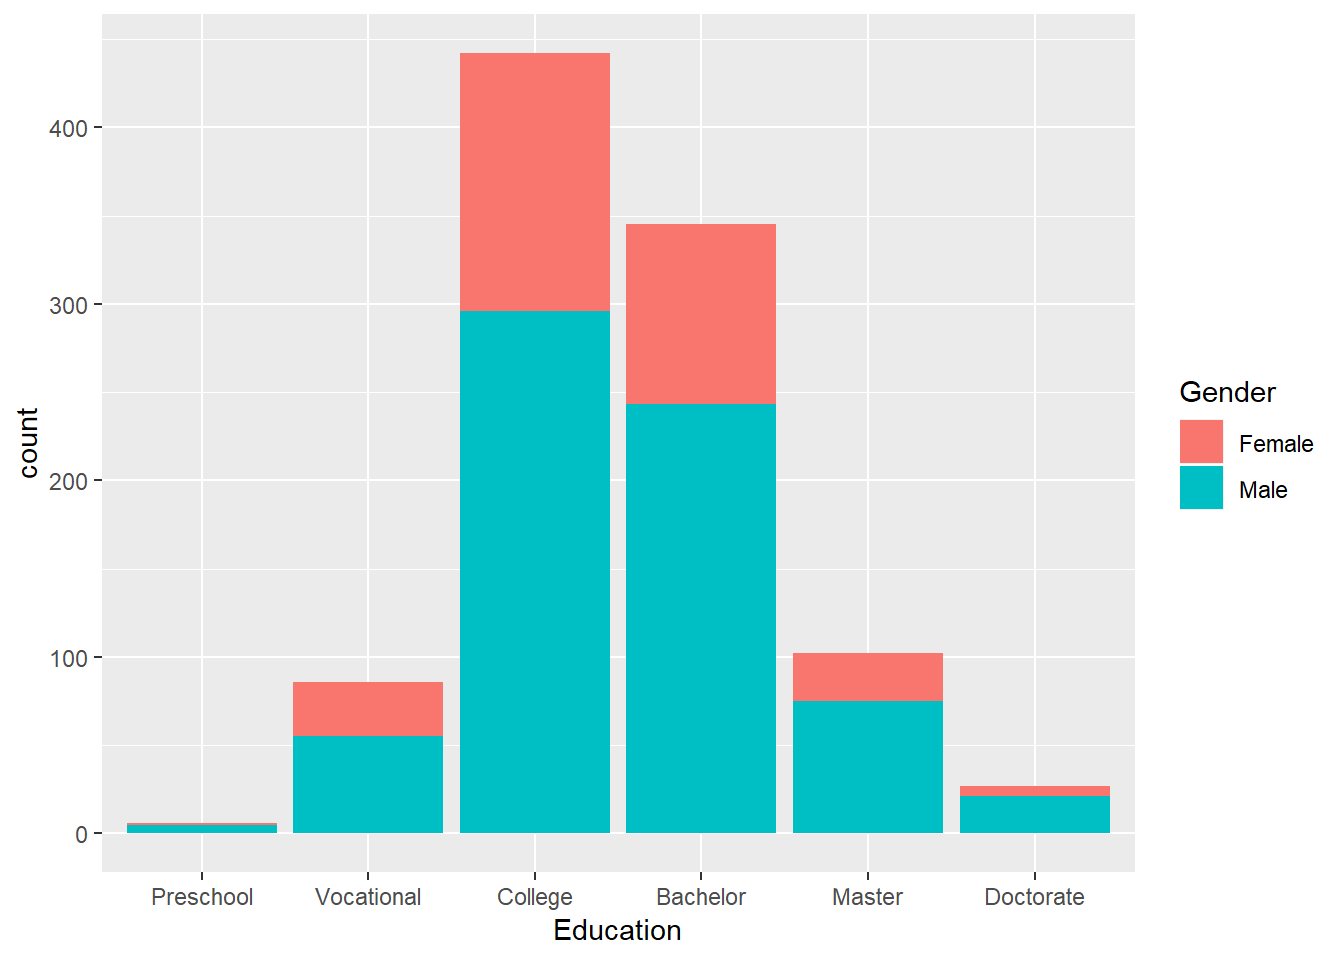 400
300
200
100
0
count
Preschool Vocational College Bachelor Master Doctorate
Education
Gender
Female
Male